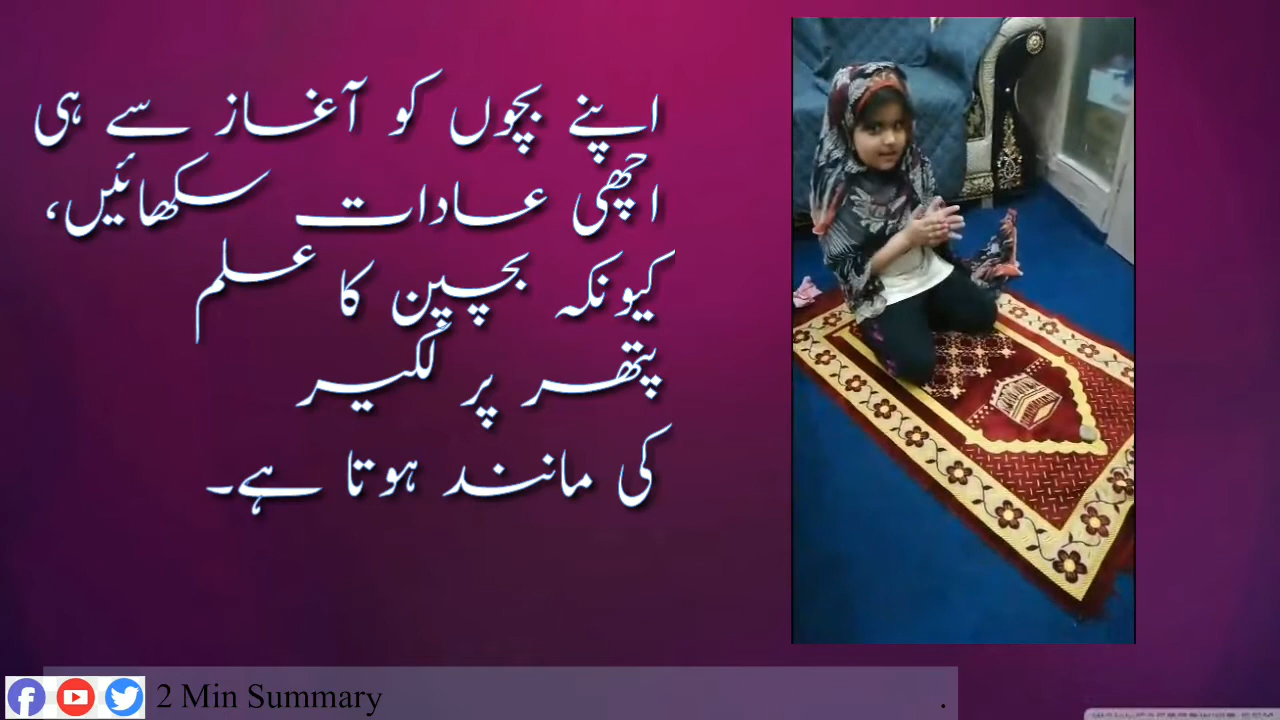 اپنے بچوں کو آغاز سے ہی
اچھی عادات سکھائیں،
کیونکہ بچپن کا علم
پتھر پر لکیر
کی مانند ہوتا ہے۔
2 Min Summary .